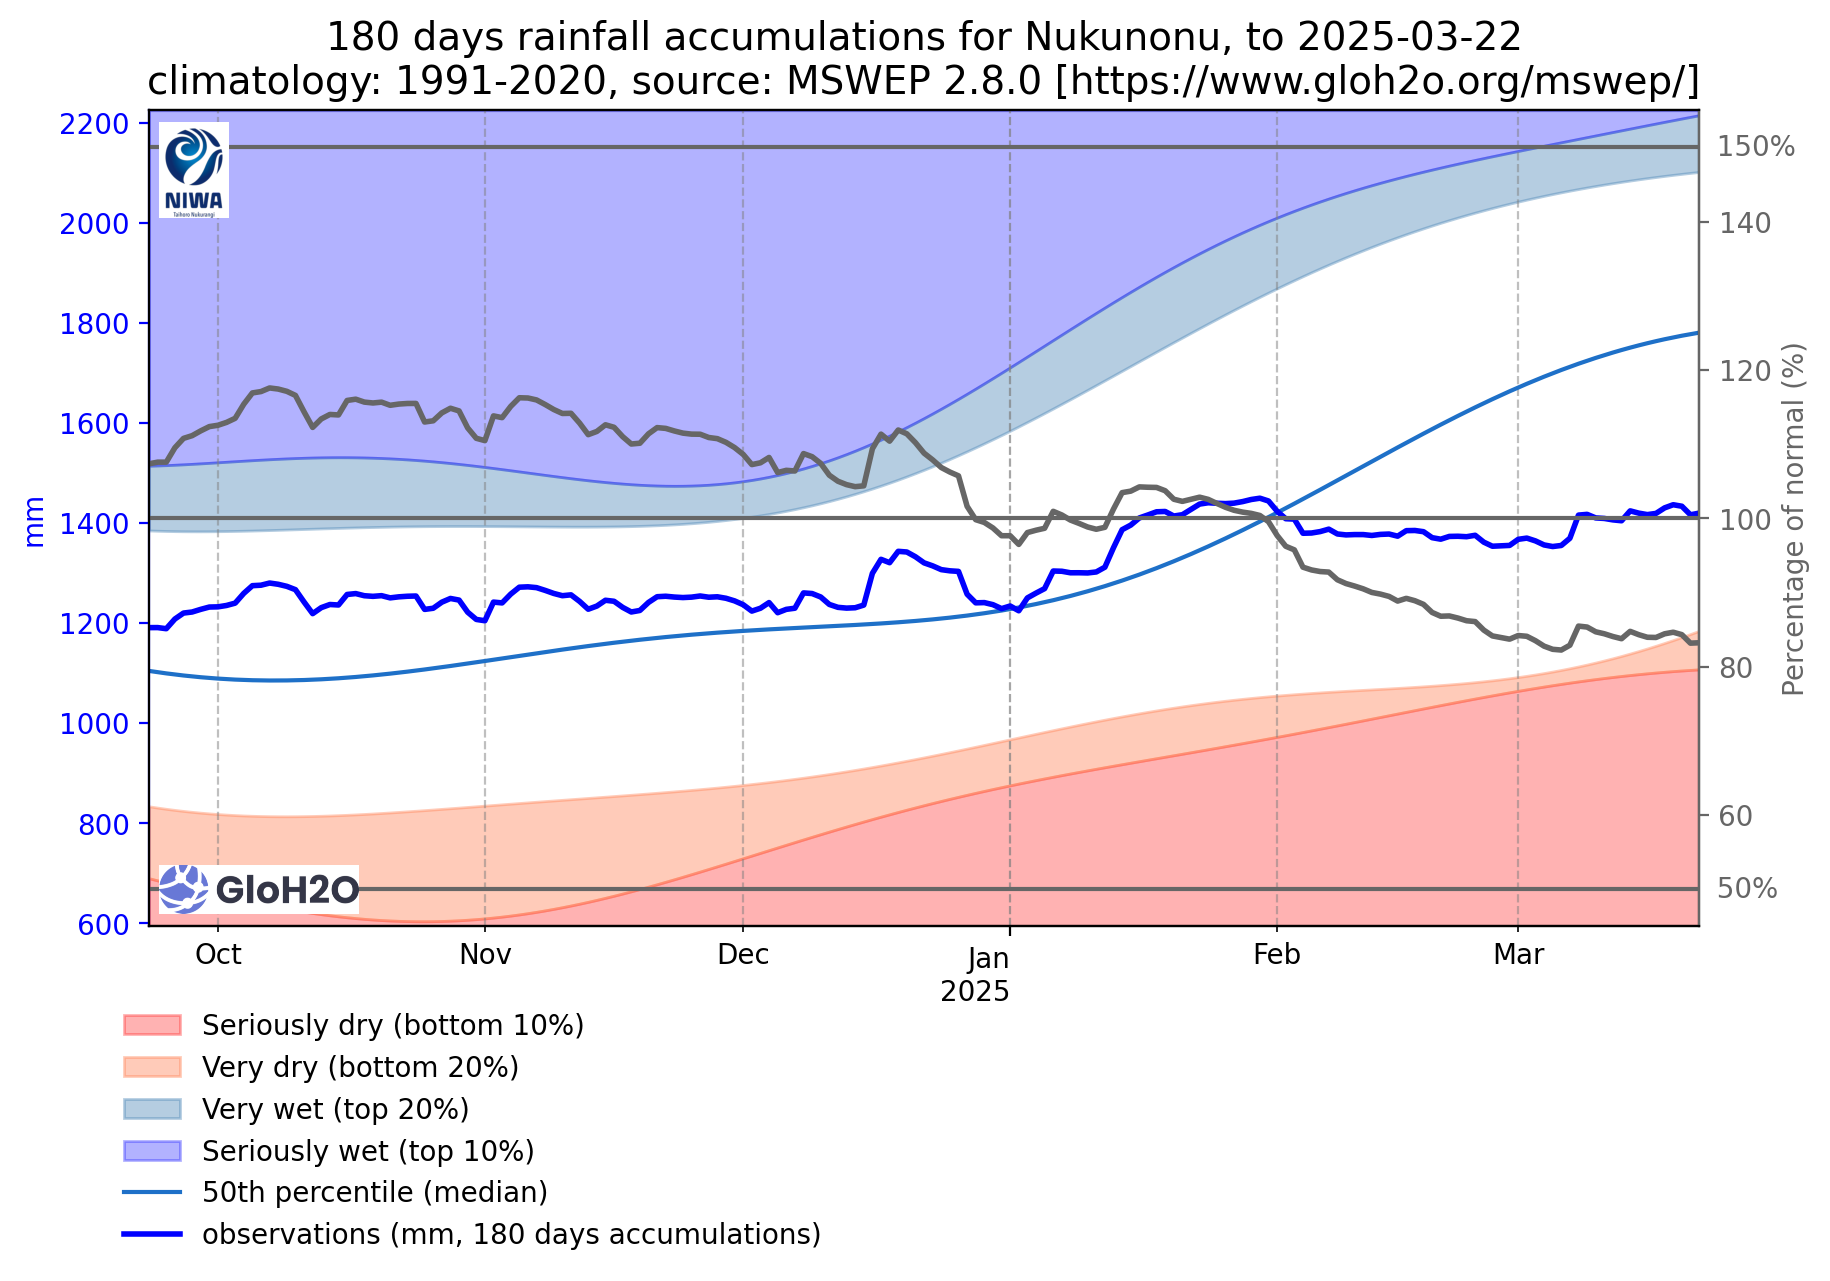 180 days rainfall accumulations for Nukunonu, to 2025-03-22
climatology: 1991-2020, source: MSWEP 2.8.0 [https://www.gloh2o.org/mswep/]
2200
2000
1800
1600
1400
1200
1000
800
600
mm
NIWA
Taihoro Nukurangi
GloH2O
150%
140
120
100
80
60
50%
Percentage of normal (%)
Oct
Nov
Dec
Jan
2025
Feb
Mar
Seriously dry (bottom 10%)
Very dry (bottom 20%)
Very wet (top 20%)
Seriously wet (top 10%)
50th percentile (median)
observations (mm, 180 days accumulations)